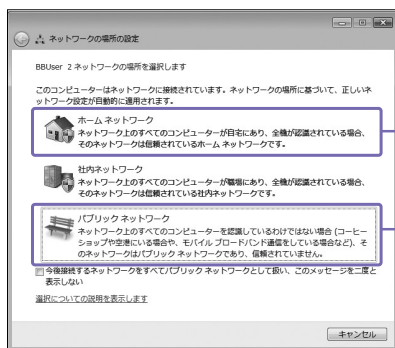 ネットワークの場所の設定
BBUser 2 ネットワークの場所を選択します
このコンピューターはネットワークに接続されています。ネットワークの場所に基づいて、正しいネ
ットワーク設定が自動的に適用されます。
ホーム ネットワーク
ネットワーク上のすべてのコンピューターが自宅にあり、全機が認識されている場合、
そのネットワークは信頼されているホーム ネットワークです。
社内ネットワーク
ネットワーク上のすべてのコンピューターが職場にあり、全機が認識されている場合、
そのネットワークは信頼されている社内ネットワークです。
パブリック ネットワーク
ネットワーク上のすべてのコンピューターを認識しているわけではない場合 (コーヒー
ショップや空港にいる場合や、モバイル ブロードバンド通信をしている場合など)、そ
のネットワークはパブリック ネットワークであり、信頼されていません。
今後接続するネットワークをすべてパブリック ネットワークとして扱い、このメッセージを二度と
表示しない
選択についての説明を表示します
キャンセル